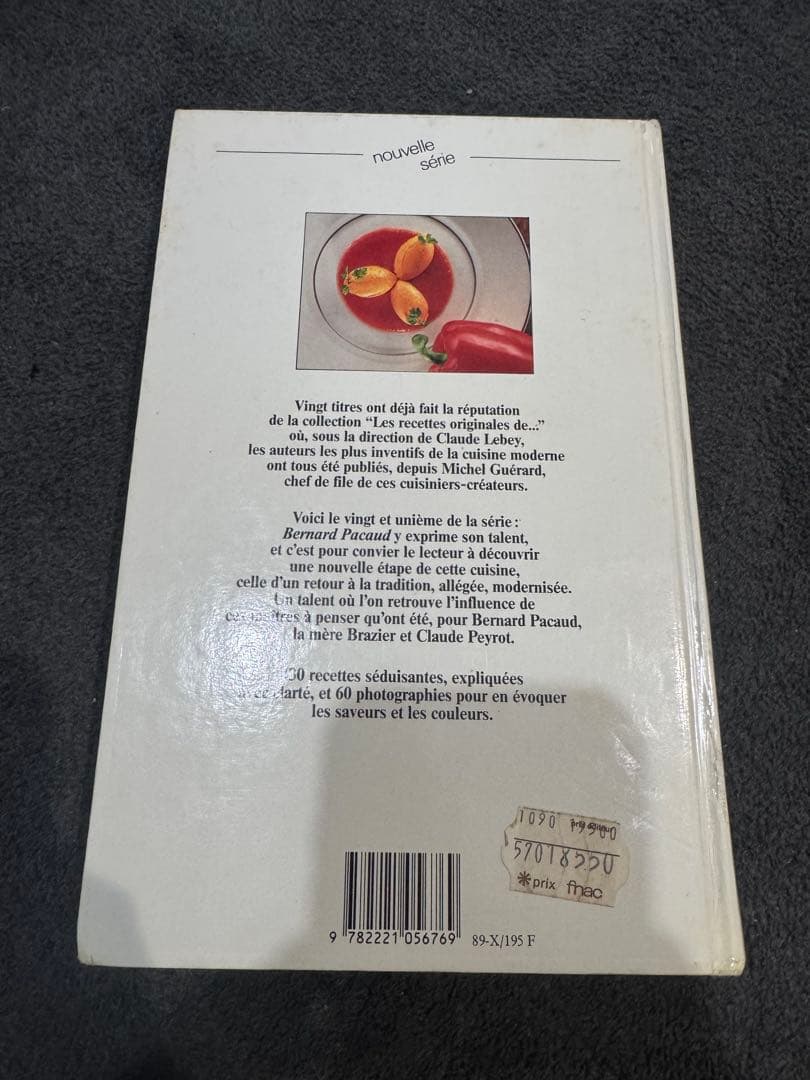 nouvelle
série
Vingt titres ont déjà fait la réputation
de la collection “Les recettes originales de...”
où, sous la direction de Claude Lebey,
les auteurs les plus inventifs de la cuisine moderne
ont tous été publiés, depuis Michel Guérard,
chef de file de ces cuisiniers-créateurs.
Voici le vingt et unième de la série :
Bernard Pacaud y exprime son talent,
et c'est pour convier le lecteur à découvrir
une nouvelle étape de cette cuisine,
celle d'un retour à la tradition, allégée, modernisée.
Un talent où l'on retrouve l'influence de
maîtres à penser qu'ont été, pour Bernard Pacaud,
la mère Brazier et Claude Peyrot.
recettes séduisantes, expliquées
clarté, et 60 photographies pour en évoquer
les saveurs et les couleurs.
1090
*prix fnac
9 782221 056769
89-X/195 F